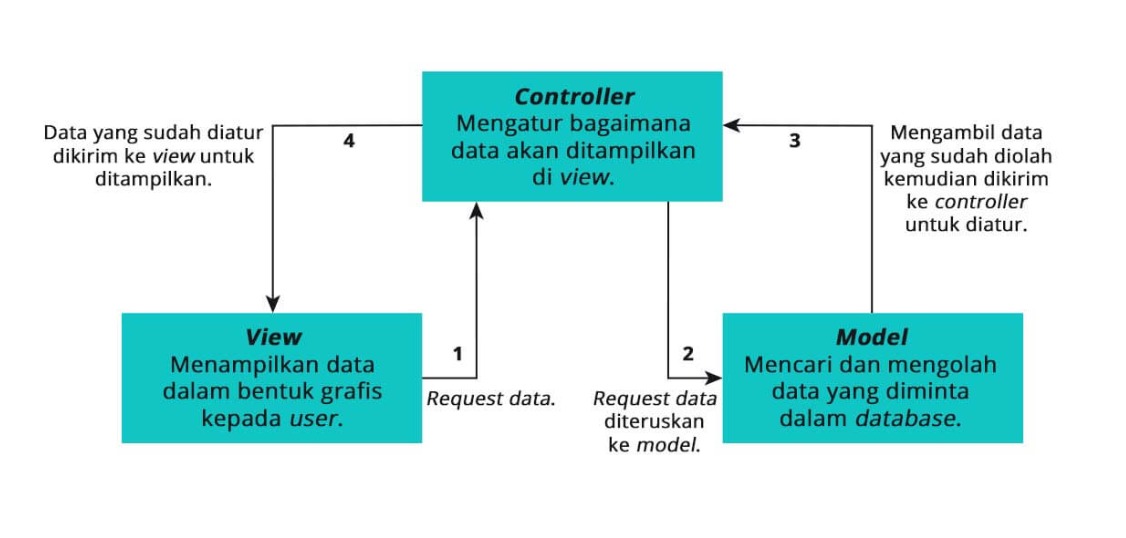 Controller
Mengatur bagaimana
data akan ditampilkan
di view.
Data yang sudah diatur
dikirim ke view untuk
ditampilkan.
4
3
Mengambil data
yang sudah diolah
kemudian dikirim
ke controller
untuk diatur.
View
Menampilkan data
dalam bentuk grafis
kepada user.
1
Request data.
2
Request data
diteruskan
ke model.
Model
Mencari dan mengolah
data yang diminta
dalam database.